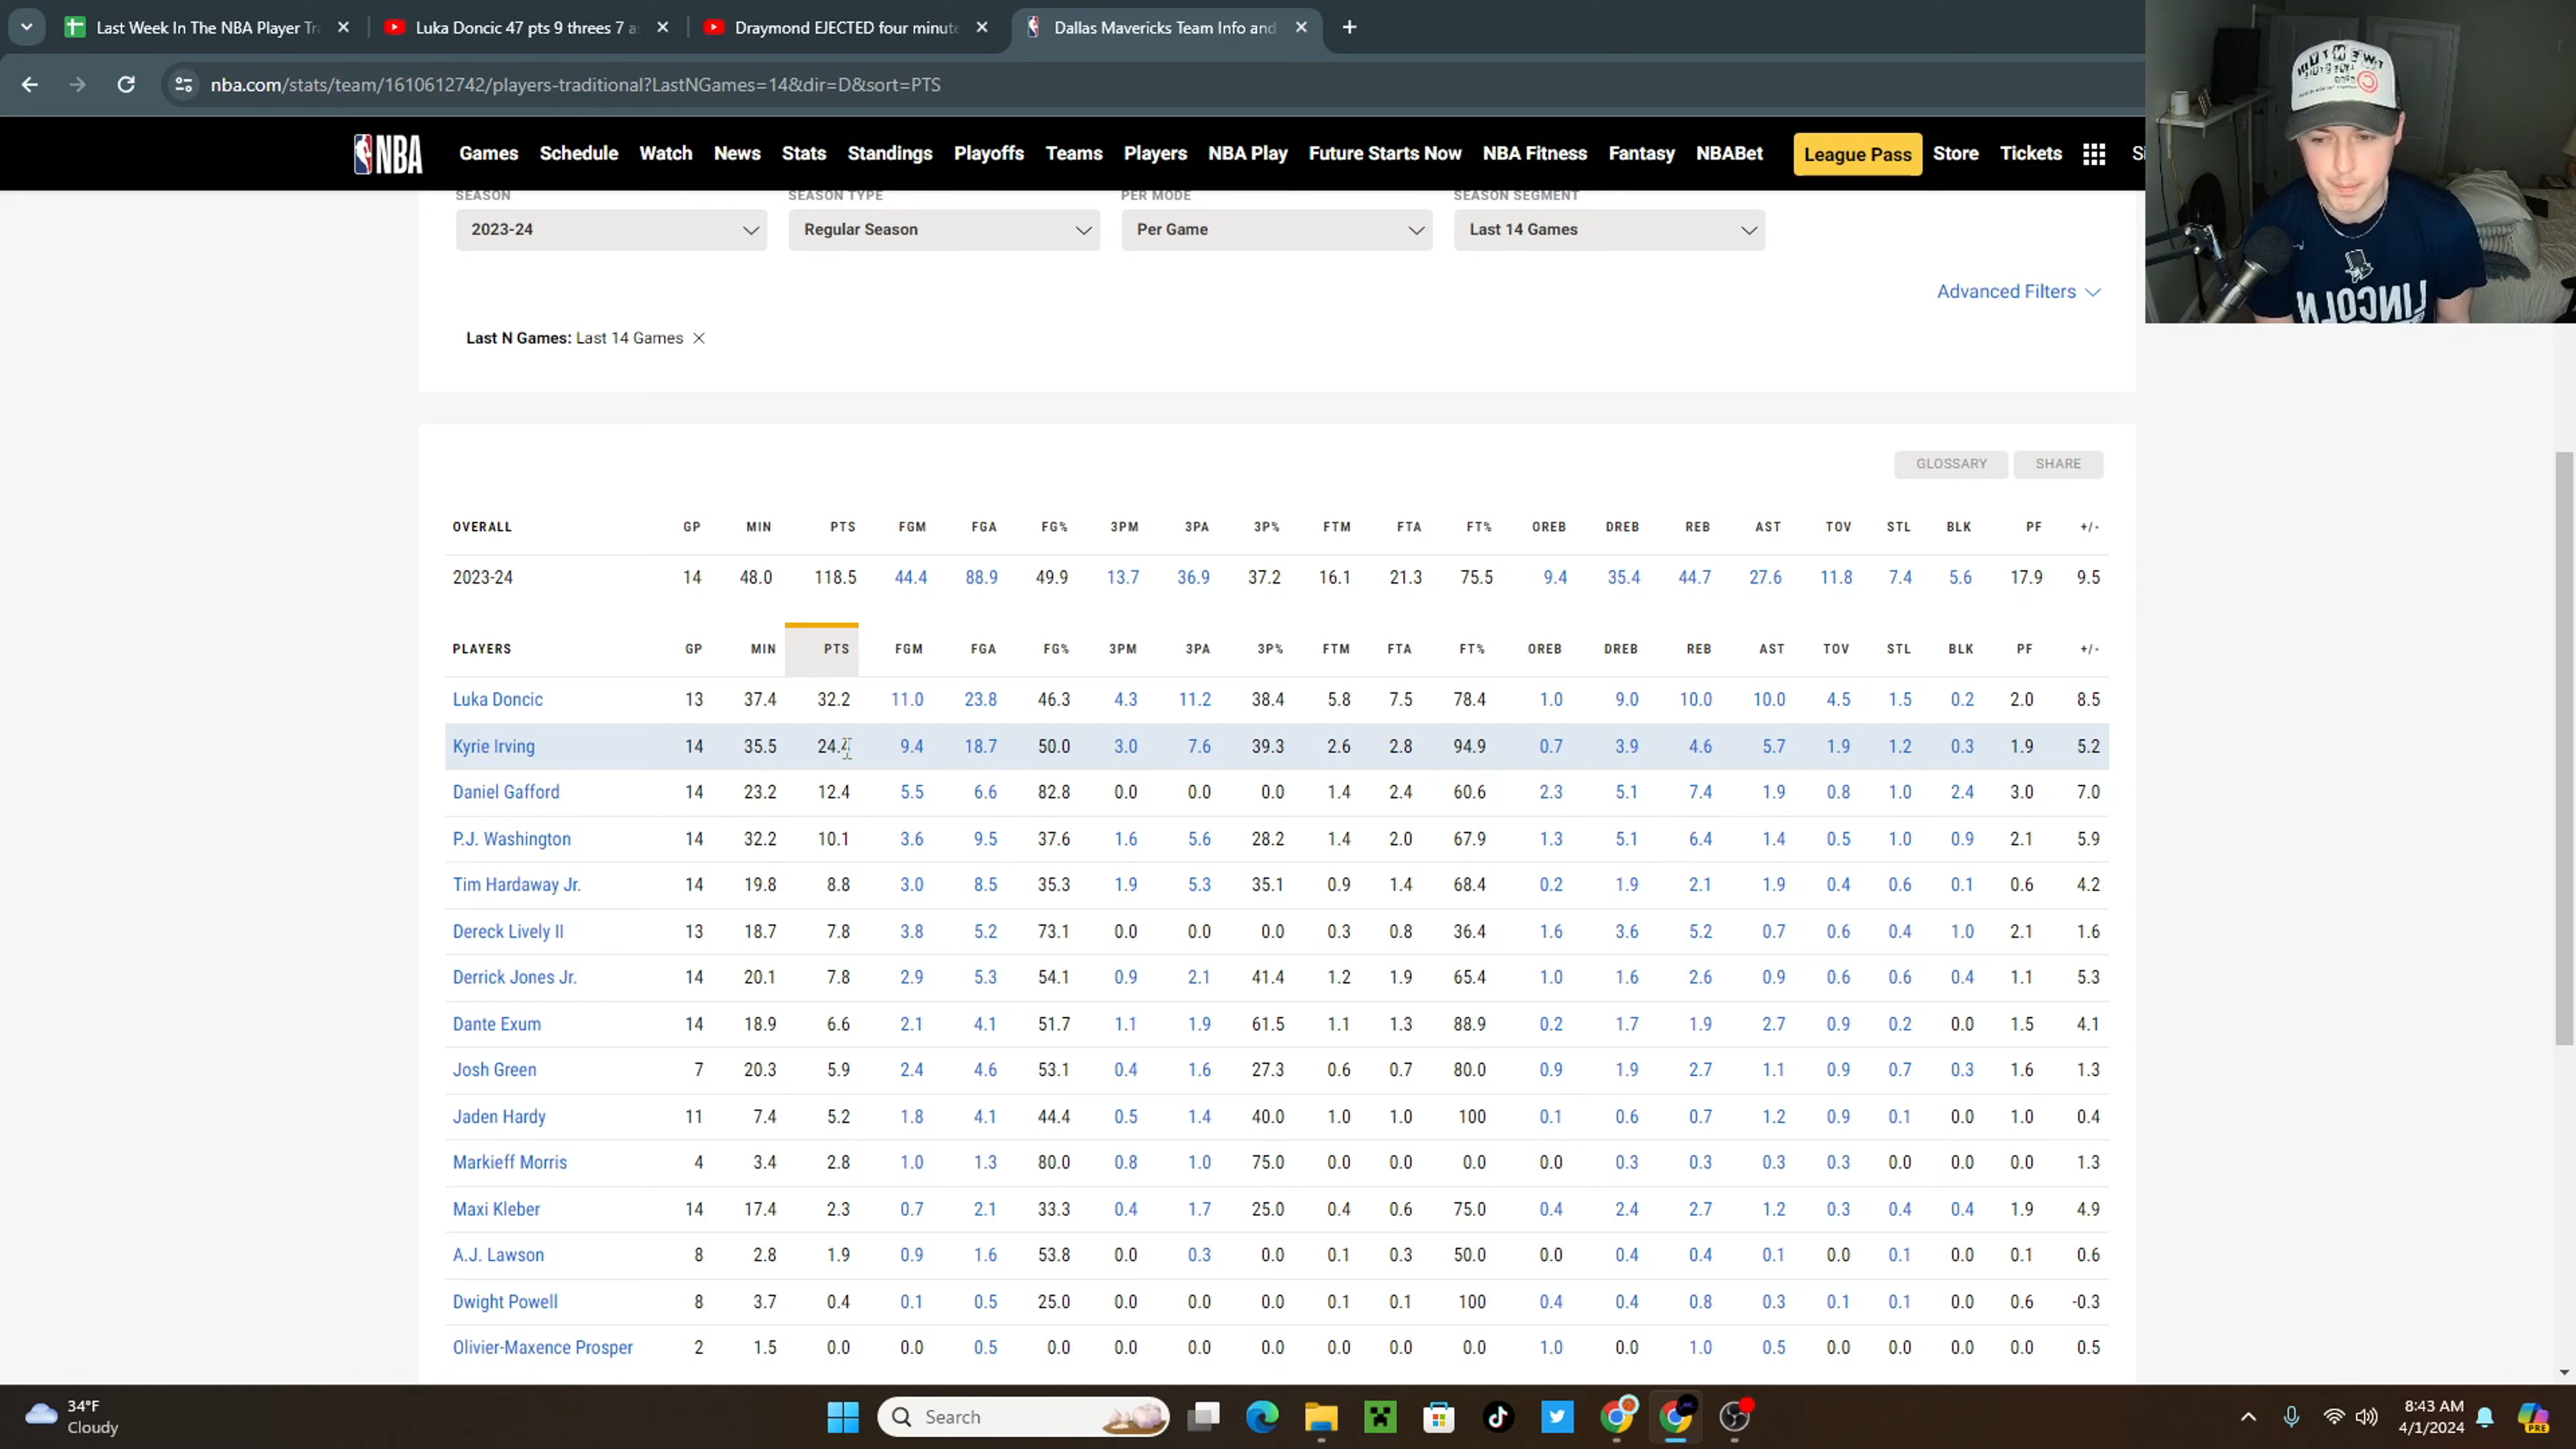 Last Week In The NBA Player Tr
Luka Doncic 47 pts 9 threes 7 a
Draymond EJECTED four minute
Dallas Mavericks Team Info and
nba.com/stats/team/1610612742/players-traditional?LastNGames=14&dir=D&sort=PTS
NBA Games Schedule Watch News Stats Standings Playoffs Teams Players NBA Play Future Starts Now NBA Fitness Fantasy NBABet League Pass Store Tickets Si
SEASON SEASON TYPE PER MODE SEASON SEGMENT
2023-24 Regular Season Per Game Last 14 Games
Advanced Filters
Last N Games: Last 14 Games
GLOSSARY SHARE
OVERALL GP MIN PTS FGM FGA FG% 3PM 3PA 3P% FTM FTA FT% OREB DREB REB AST TOV STL BLK PF +/-
2023-24 14 48.0 118.5 44.4 88.9 49.9 13.7 36.9 37.2 16.1 21.3 75.5 9.4 35.4 44.7 27.6 11.8 7.4 5.6 17.9 9.5
PLAYERS GP MIN PTS FGM FGA FG% 3PM 3PA 3P% FTM FTA FT% OREB DREB REB AST TOV STL BLK PF +/-
Luka Doncic 13 37.4 32.2 11.0 23.8 46.3 4.3 11.2 38.4 5.8 7.5 78.4 1.0 9.0 10.0 10.0 4.5 1.5 0.2 2.0 8.5
Kyrie Irving 14 35.5 24.4 9.4 18.7 50.0 3.0 7.6 39.3 2.6 2.8 94.9 0.7 3.9 4.6 5.7 1.9 1.2 0.3 1.9 5.2
Daniel Gafford 14 23.2 12.4 5.5 6.6 82.8 0.0 0.0 0.0 1.4 2.4 60.6 2.3 5.1 7.4 1.9 0.8 1.0 2.4 3.0 7.0
P.J. Washington 14 32.2 10.1 3.6 9.5 37.6 1.6 5.6 28.2 1.4 2.0 67.9 1.3 5.1 6.4 1.4 0.5 1.0 0.9 2.1 5.9
Tim Hardaway Jr. 14 19.8 8.8 3.0 8.5 35.3 1.9 5.3 35.1 0.9 1.4 68.4 0.2 1.9 2.1 1.9 0.4 0.6 0.1 0.6 4.2
Dereck Lively II 13 18.7 7.8 3.8 5.2 73.1 0.0 0.0 0.0 0.3 0.8 36.4 1.6 3.6 5.2 0.7 0.6 0.4 1.0 2.1 1.6
Derrick Jones Jr. 14 20.1 7.8 2.9 5.3 54.1 0.9 2.1 41.4 1.2 1.9 65.4 1.0 1.6 2.6 0.9 0.6 0.6 0.4 1.1 5.3
Dante Exum 14 18.9 6.6 2.1 4.1 51.7 1.1 1.9 61.5 1.1 1.3 88.9 0.2 1.7 1.9 2.7 0.9 0.2 0.0 1.5 4.1
Josh Green 7 20.3 5.9 2.4 4.6 53.1 0.4 1.6 27.3 0.6 0.7 80.0 0.9 1.9 2.7 1.1 0.9 0.7 0.3 1.6 1.3
Jaden Hardy 11 7.4 5.2 1.8 4.1 44.4 0.5 1.4 40.0 1.0 1.0 100 0.1 0.6 0.7 1.2 0.9 0.1 0.0 1.0 0.4
Markieff Morris 4 3.4 2.8 1.0 1.3 80.0 0.8 1.0 75.0 0.0 0.0 0.0 0.0 0.3 0.3 0.3 0.3 0.0 0.0 0.0 1.3
Maxi Kleber 14 17.4 2.3 0.7 2.1 33.3 0.4 1.7 25.0 0.4 0.6 75.0 0.4 2.4 2.7 1.2 0.3 0.4 0.4 1.9 4.9
A.J. Lawson 8 2.8 1.9 0.9 1.6 53.8 0.0 0.3 0.0 0.1 0.3 50.0 0.0 0.4 0.4 0.1 0.0 0.1 0.0 0.1 0.6
Dwight Powell 8 3.7 0.4 0.1 0.5 25.0 0.0 0.0 0.0 0.1 0.1 100 0.4 0.4 0.8 0.3 0.1 0.1 0.0 0.6 -0.3
Olivier-Maxence Prosper 2 1.5 0.0 0.0 0.5 0.0 0.0 0.0 0.0 0.0 0.0 0.0 1.0 0.0 1.0 0.5 0.0 0.0 0.0 0.0 0.5
34°F
Cloudy
Search
8:43 AM
4/1/2024
PRE
LINCOLN